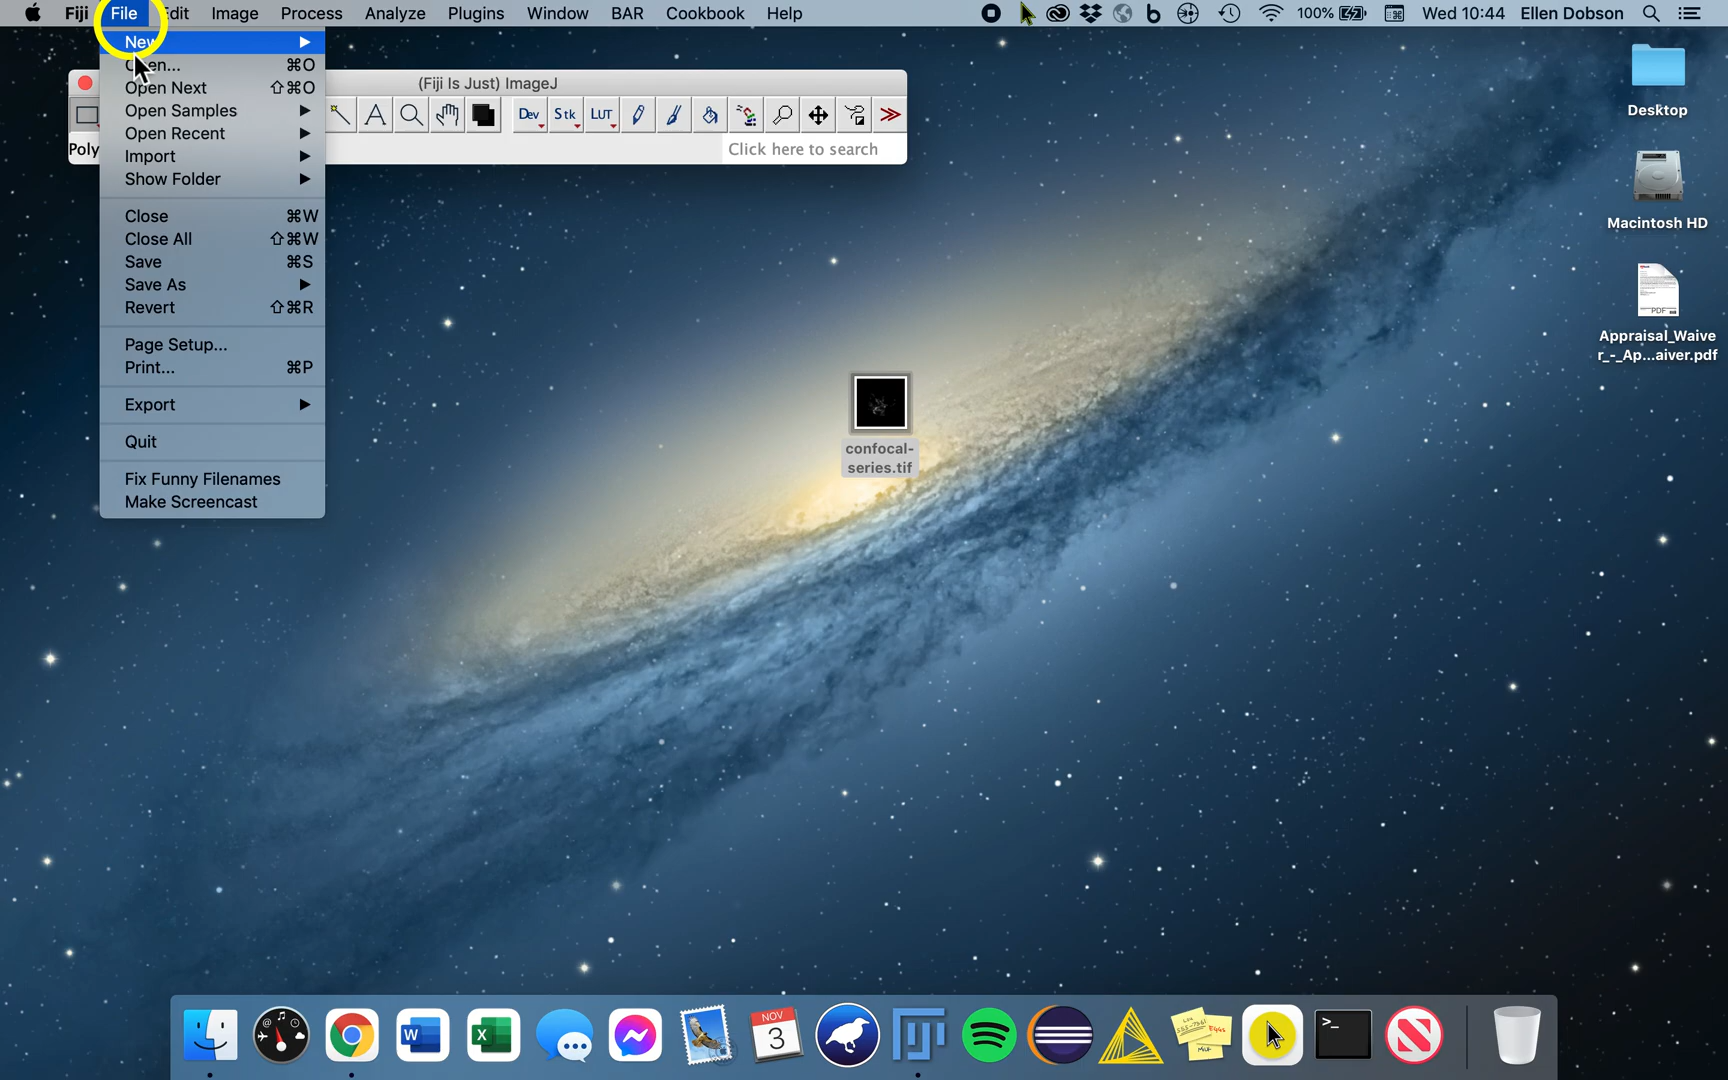 Fiji File Edit Image Process Analyze Plugins Window BAR Cookbook Help 100% Wed 10:44 Ellen Dobson
New
Open... ⌘O
Open Next ⇧⌘O
Open Samples
Open Recent
Import
Show Folder
Close ⌘W
Close All ⇧⌘W
Save ⌘S
Save As
Revert ⇧⌘R
Page Setup...
Print... ⌘P
Export
Quit
Fix Funny Filenames
Make Screencast
(Fiji Is Just) ImageJ
A Dev Stk LUT
Poly
Click here to search
confocal-
series.tif
Desktop
Macintosh HD
PDF
Appraisal_Waive
r_-_Ap...aiver.pdf
NOV
3